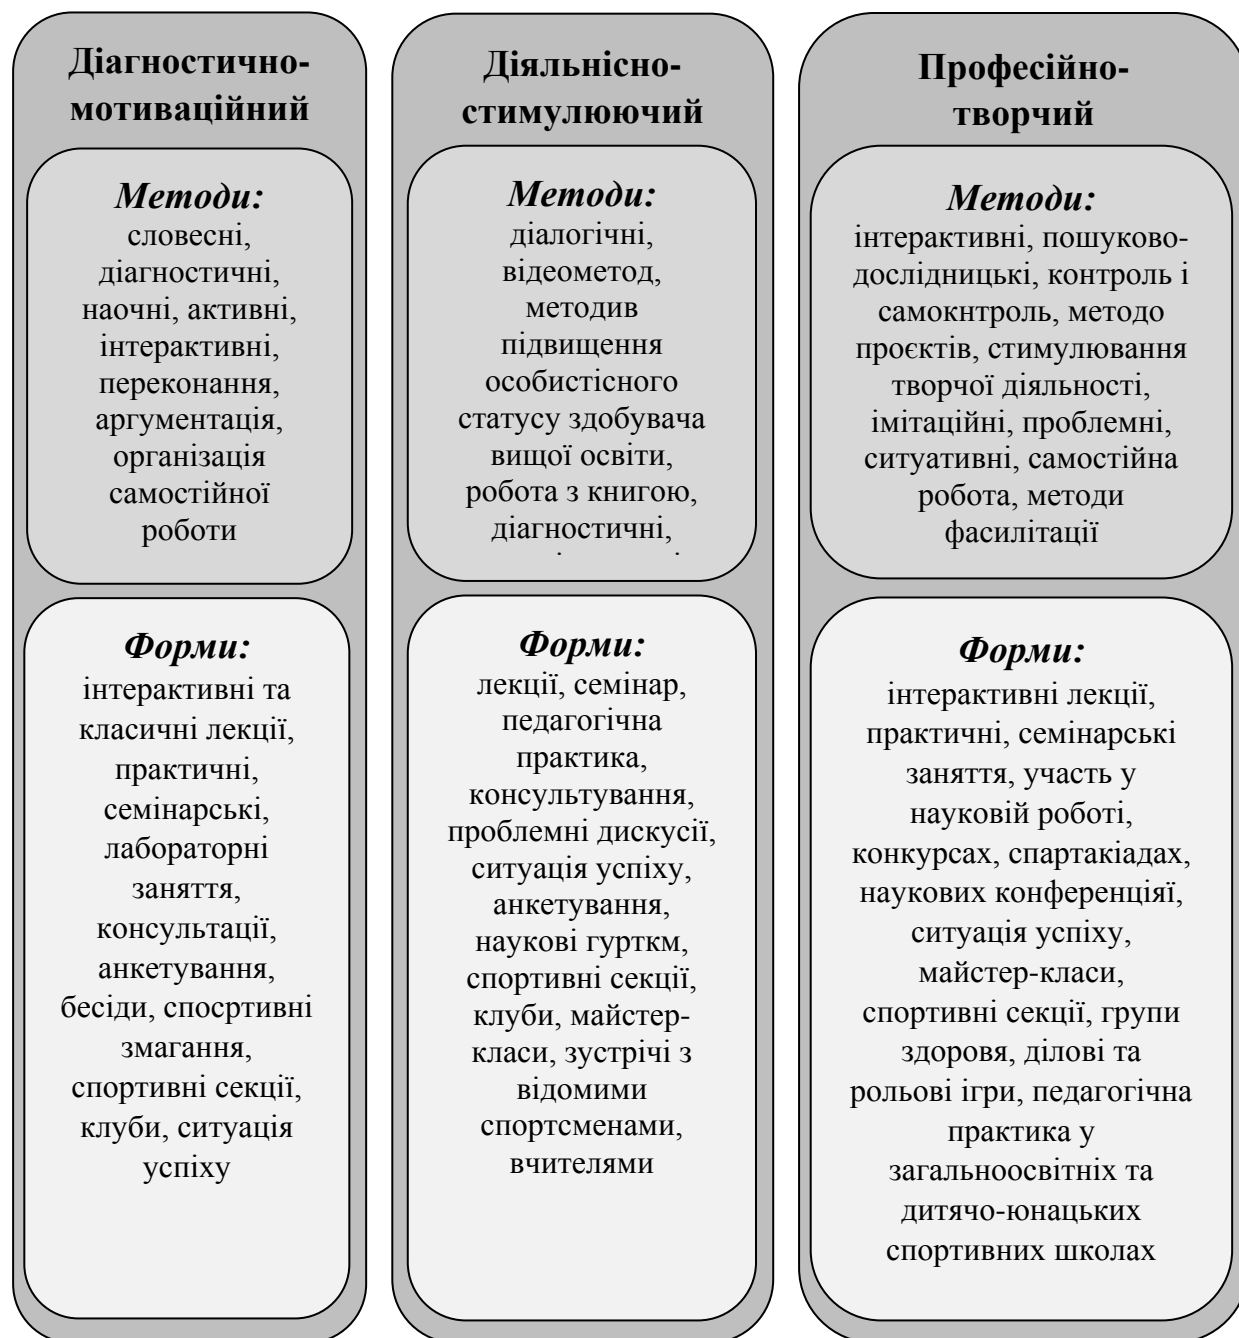 Діагностично-
мотиваційний
Методи:
словесні,
діагностичні,
наочні, активні,
інтерактивні,
переконання,
аргументація,
організація
самостійної
роботи
Форми:
інтерактивні та
класичні лекції,
практичні,
семінарські,
лабораторні
заняття,
консультації,
анкетування,
бесіди, спосртивні
змагання,
спортивні секції,
клуби, ситуація
успіху
Діяльнісно-
стимулюючий
Методи:
діалогічні,
відеометод,
методив
підвищення
особистісного
статусу здобувача
вищої освіти,
робота з книгою,
діагностичні,
Форми:
лекції, семінар,
педагогічна
практика,
консультування,
проблемні дискусії,
ситуація успіху,
анкетування,
наукові гурткм,
спортивні секції,
клуби, майстер-
класи, зустрічі з
відомими
спортсменами,
вчителями
Професійно-
творчий
Методи:
інтерактивні, пошуково-
дослідницькі, контроль і
самокнтроль, методо
проєктів, стимулювання
творчої діяльності,
імітаційні, проблемні,
ситуативні, самостійна
робота, методи
фасилітації
Форми:
інтерактивні лекції,
практичні, семінарські
заняття, участь у
науковій роботі,
конкурсах, спартакіадах,
наукових конференціяї,
ситуація успіху,
майстер-класи,
спортивні секції, групи
здоровя, ділові та
рольові ігри, педагогічна
практика у
загальноосвітніх та
дитячо-юнацьких
спортивних школах